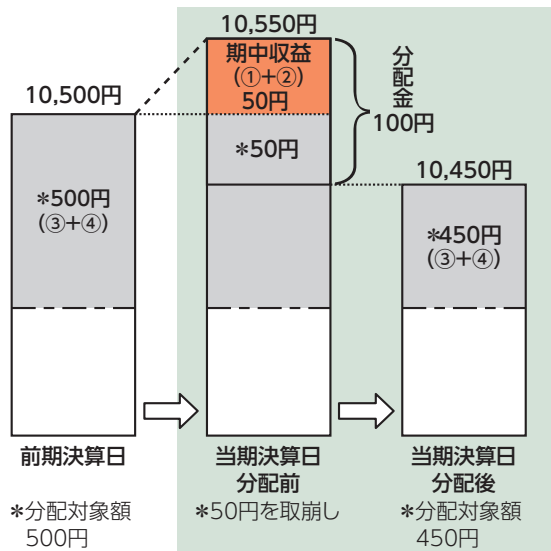 10,550円
期中収益
(①+②)
50円
分配金
100円
10,500円
*50円
10,450円
*500円
(③+④)
*450円
(③+④)
前期決算日
当期決算日
分配前
当期決算日
分配後
*分配対象額
500円
*50円を取崩し
*分配対象額
450円